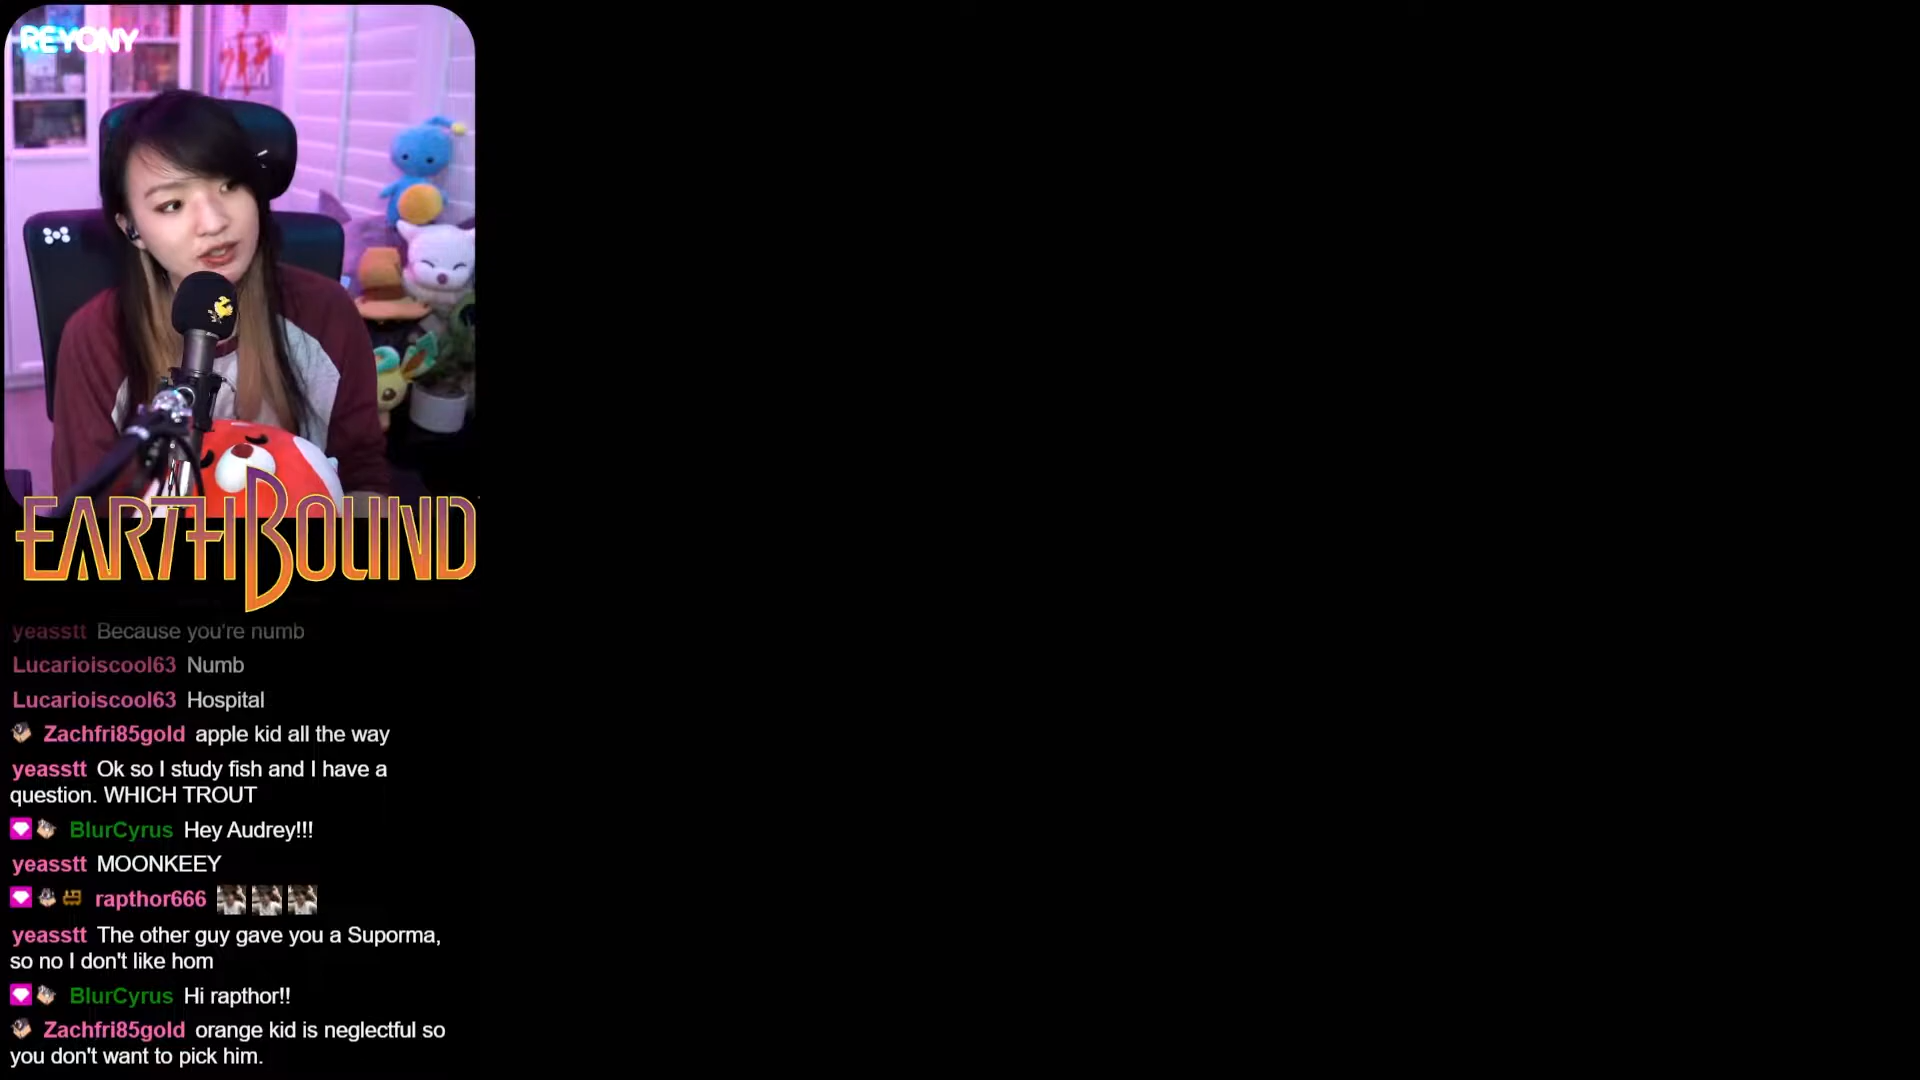 REYONY
EARTHBOUND
yeasstt Because you're numb
Lucarioiscool63 Numb
Lucarioiscool63 Hospital
Zachfri85gold apple kid all the way
yeasstt Ok so I study fish and I have a
question. WHICH TROUT
BlurCyrus Hey Audrey!!!
yeasstt MOONKEEY
rapthor666
yeasstt The other guy gave you a Suporma,
so no I don't like hom
BlurCyrus Hi rapthor!!
Zachfri85gold orange kid is neglectful so
you don't want to pick him.